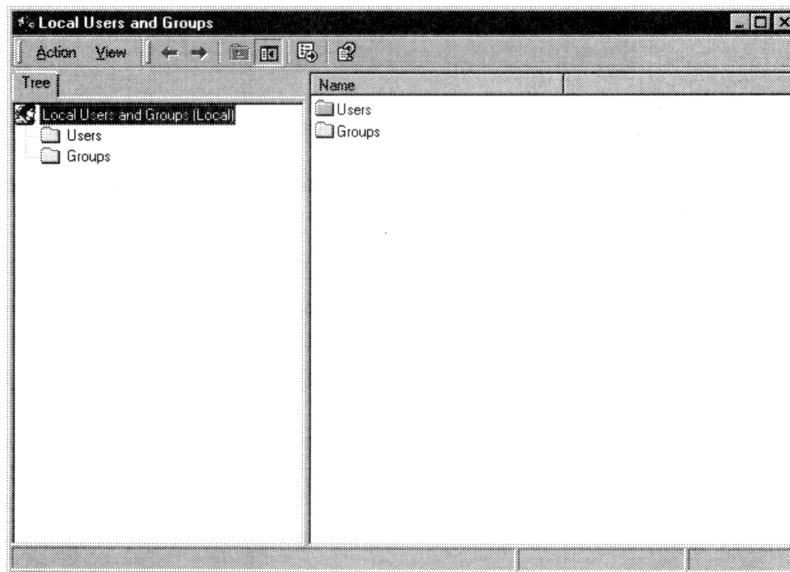 Local Users and Groups
Action View
Tree
Name
Local Users and Groups (Local)
Users
Groups
Users
Groups